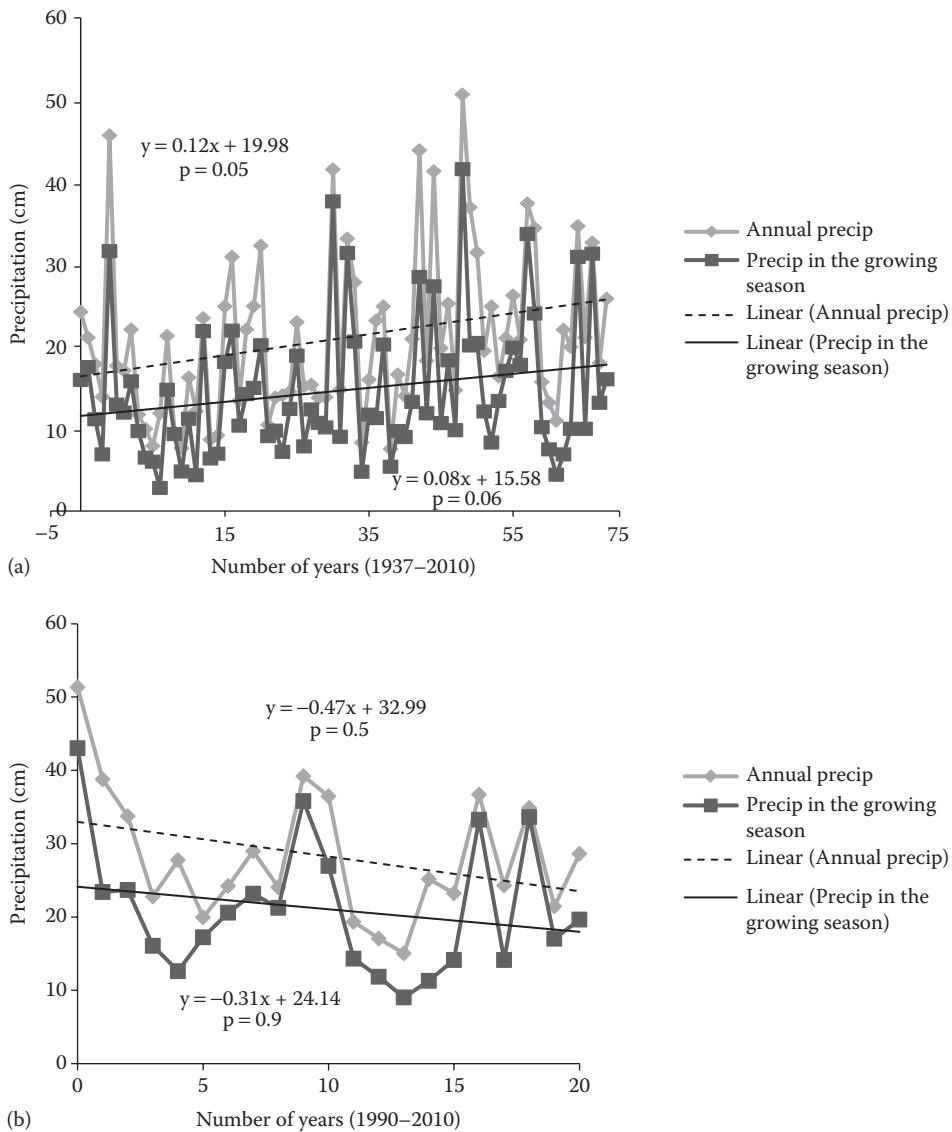 60
50
40
30
20
10
0
Precipitation (cm)
y = 0.12x + 19.98
p = 0.05
y = 0.08x + 15.58
p = 0.06
−5 15 35 55 75
(a) Number of years (1937–2010)
Annual precip
Precip in the growing
season
Linear (Annual precip)
Linear (Precip in the
growing season)
60
50
40
30
20
10
0
Precipitation (cm)
y = −0.47x + 32.99
p = 0.5
y = −0.31x + 24.14
p = 0.9
0 5 10 15 20
(b) Number of years (1990–2010)
Annual precip
Precip in the growing
season
Linear (Annual precip)
Linear (Precip in the
growing season)